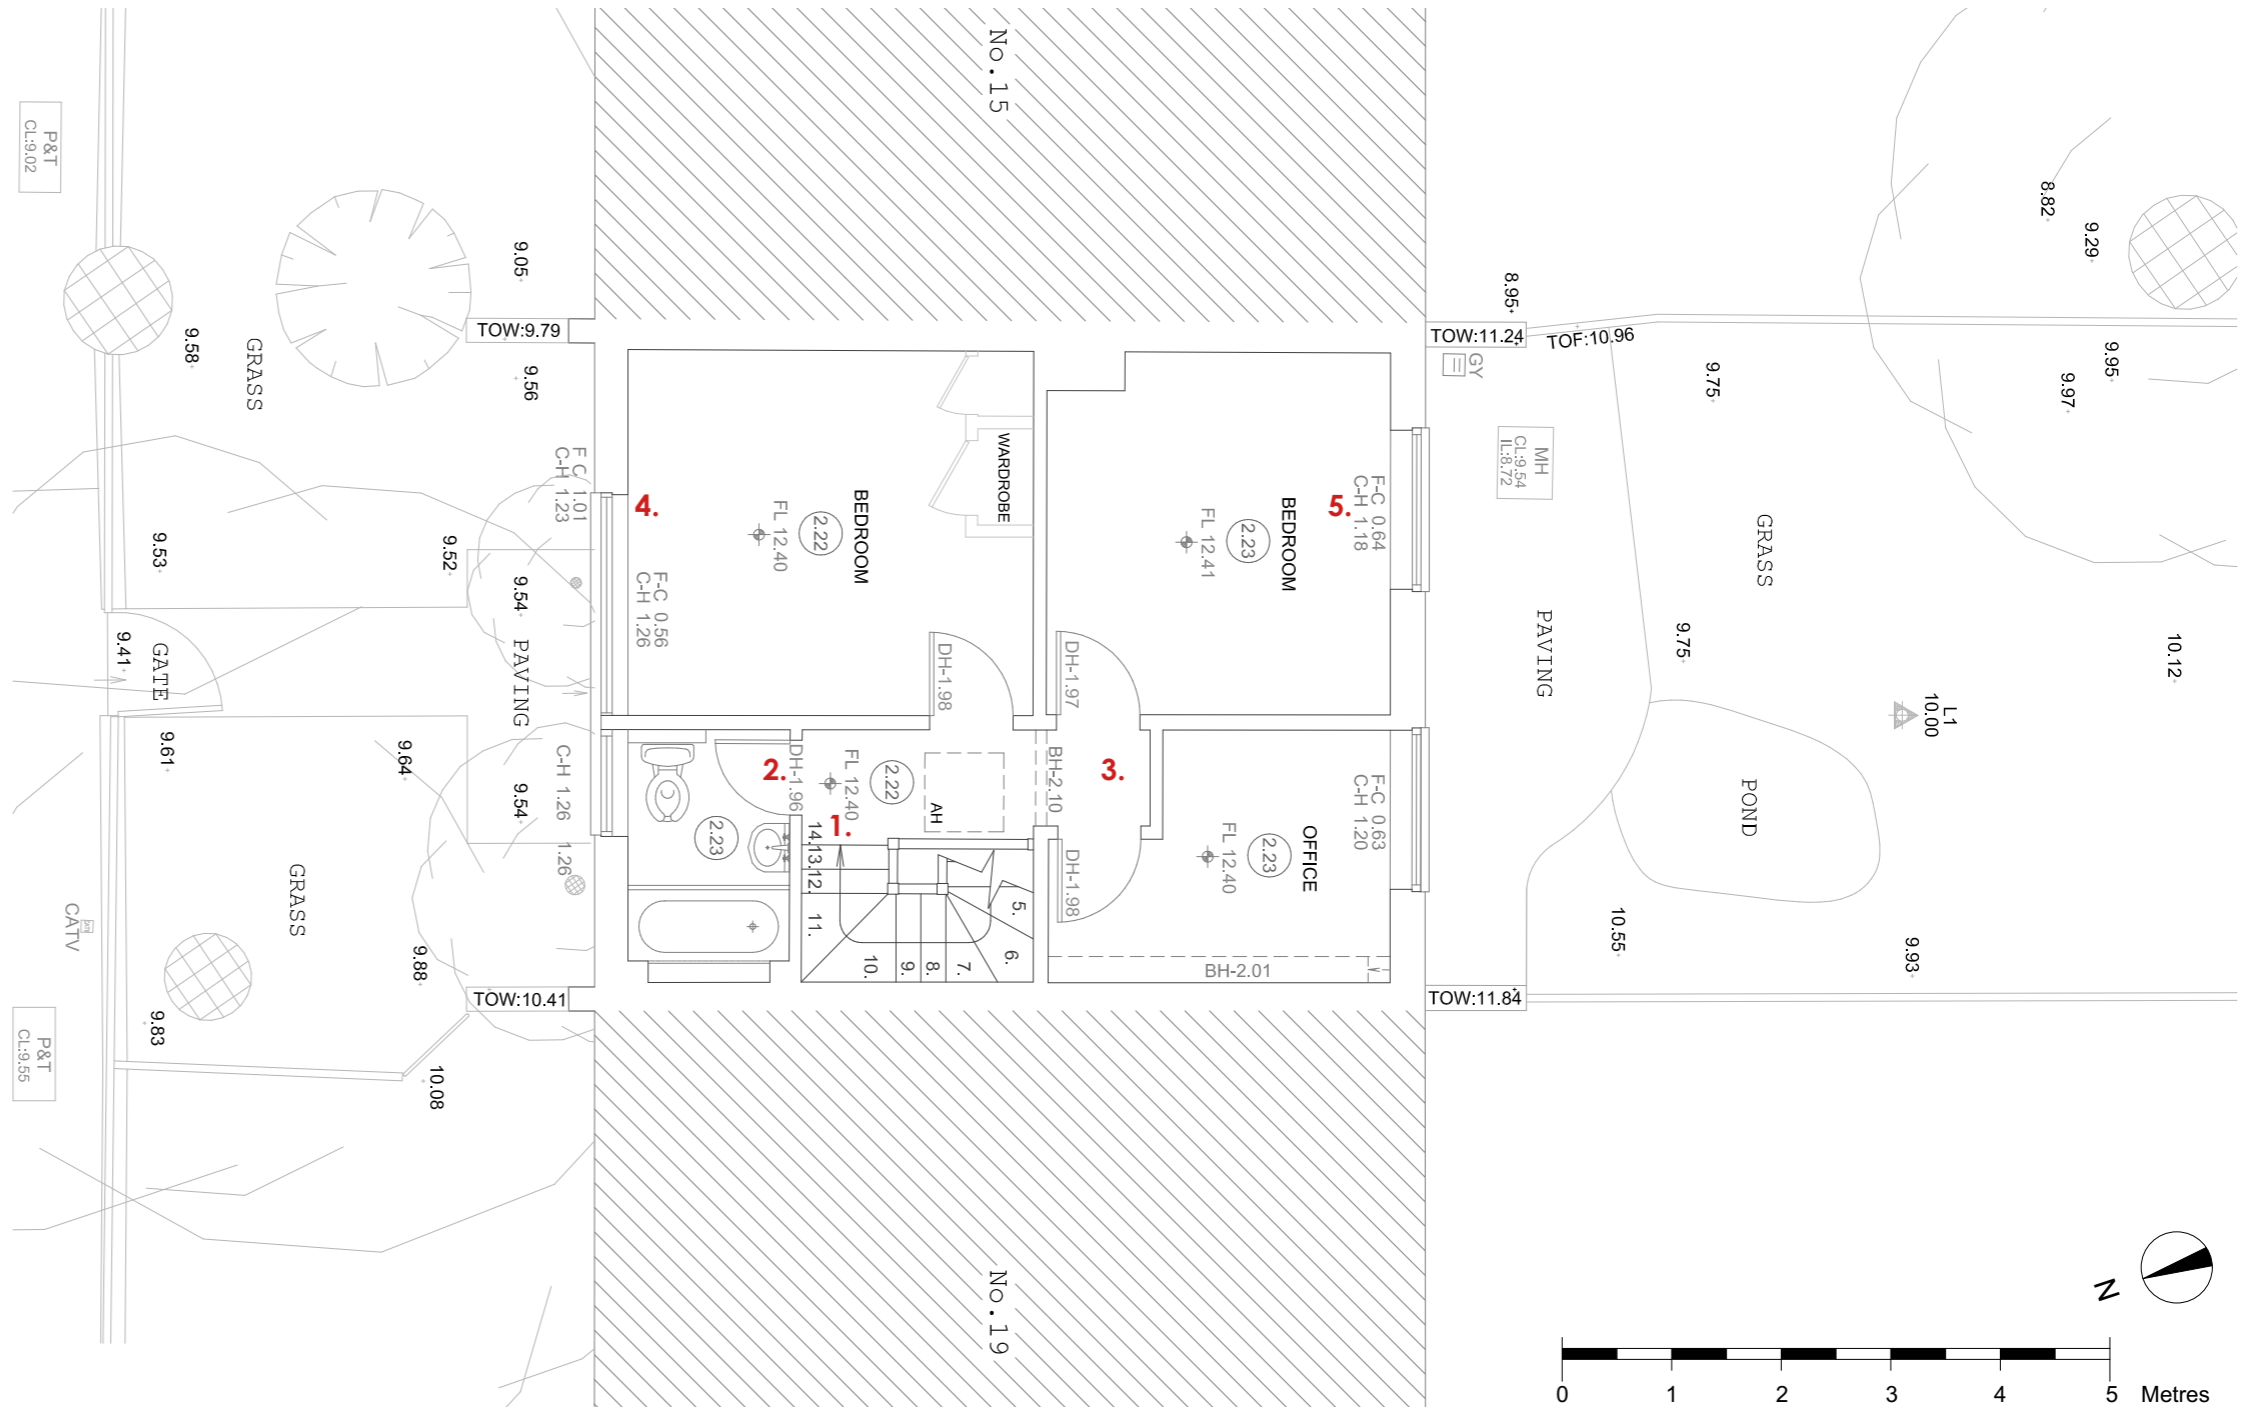 No.15
P&T
CL:9.02
GRASS
9.58
9.05
TOW:9.79
9.56
F C 1.01
C-H 1.23
9.53
9.52
9.54
PAVING
9.41
GATE
9.61
9.64
9.54
C-H 1.26
1.26
GRASS
CATV
9.88
TOW:10.41
9.83
10.08
P&T
CL:9.55
4.
BEDROOM
2.22
FL 12.40
F-C 0.56
C-H 1.26
WARDROBE
DH-1.98
BEDROOM
2.23
FL 12.41
5.
F-C 0.64
C-H 1.18
DH-1.97
2.
DH-1.96
FL 12.40
2.22
AH
BH-2.10
3.
1.
2.23
14.
13.
12.
11.
10.
9.
8.
7.
6.
5.
DH-1.98
OFFICE
2.23
FL 12.40
F-C 0.63
C-H 1.20
BH-2.01
8.95
TOW:11.24
TOF:10.96
GY
MH
CL:9.54
IL:8.72
9.75
GRASS
8.82
9.29
9.95
9.97
PAVING
9.75
10.12
L1
10.00
POND
10.55
9.93
TOW:11.84
No.19
N
0 1 2 3 4 5 Metres